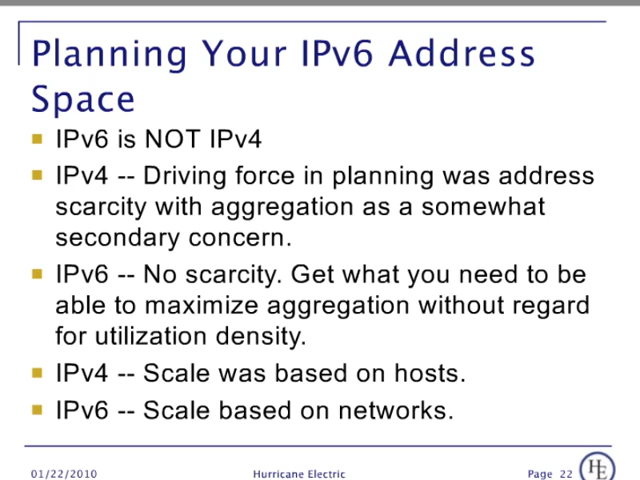 Planning Your IPv6 Address
Space
IPv6 is NOT IPv4
IPv4 -- Driving force in planning was address
scarcity with aggregation as a somewhat
secondary concern.
IPv6 -- No scarcity. Get what you need to be
able to maximize aggregation without regard
for utilization density.
IPv4 -- Scale was based on hosts.
IPv6 -- Scale based on networks.
01/22/2010 Hurricane Electric Page 22 HE